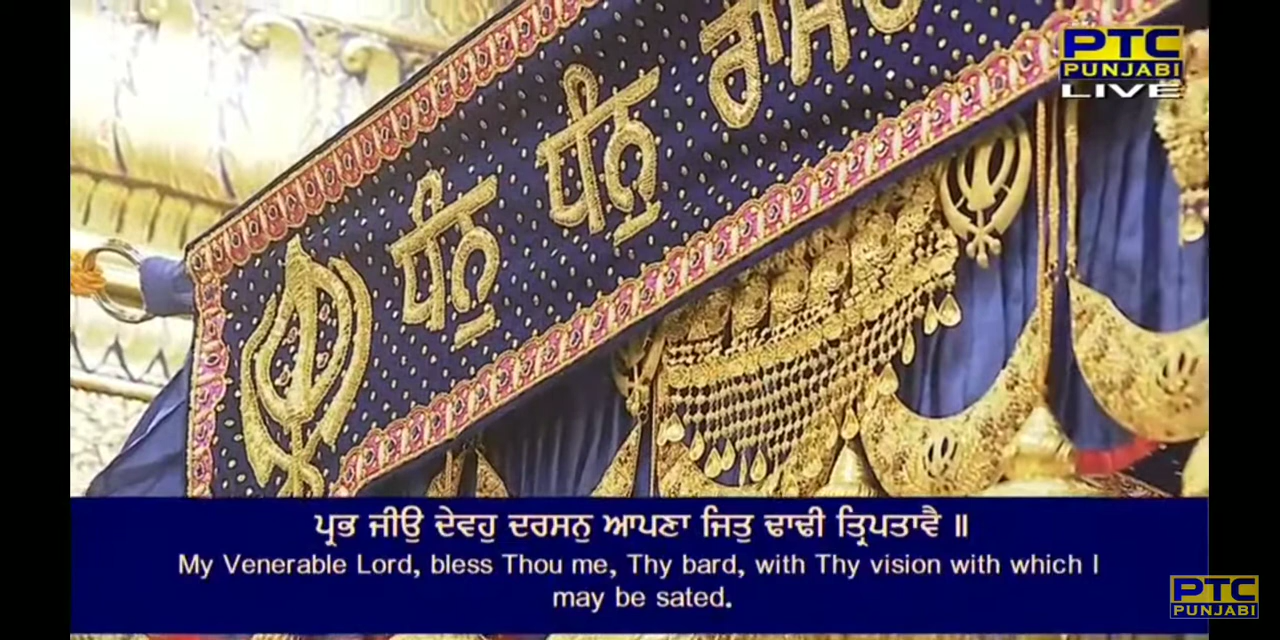 ਧੰਨੁ ਧੰਨੁ ਰਾਮਦ
PTC
PUNJABI
LIVE
ਪ੍ਰਭ ਜੀਉ ਦੇਵਹੁ ਦਰਸਨੁ ਆਪਣਾ ਜਿਤੁ ਢਾਢੀ ਤ੍ਰਿਪਤਾਵੈ ॥
My Venerable Lord, bless Thou me, Thy bard, with Thy vision with which I
may be sated.
PTC
PUNJABI